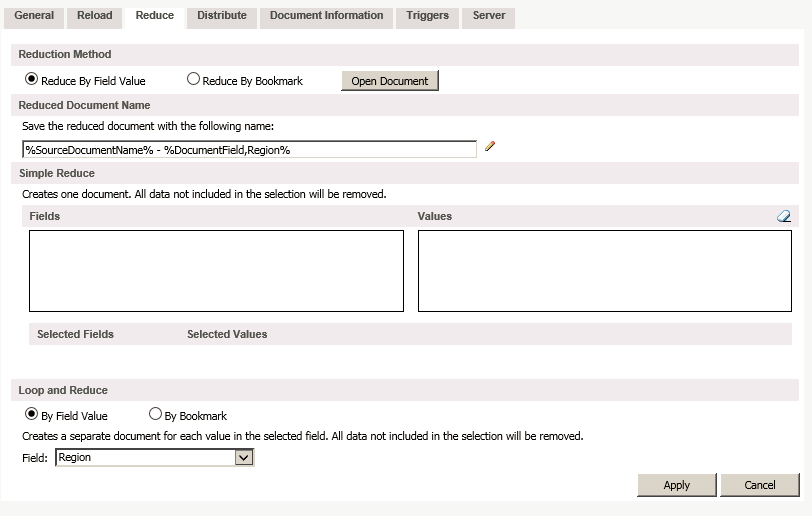 General Reload Reduce Distribute Document Information Triggers Server
Reduction Method
Reduce By Field Value Reduce By Bookmark Open Document
Reduced Document Name
Save the reduced document with the following name:
%SourceDocumentName% - %DocumentField,Region%
Simple Reduce
Creates one document. All data not included in the selection will be removed.
Fields Values
Selected Fields Selected Values
Loop and Reduce
By Field Value By Bookmark
Creates a separate document for each value in the selected field. All data not included in the selection will be removed.
Field: Region
Apply Cancel